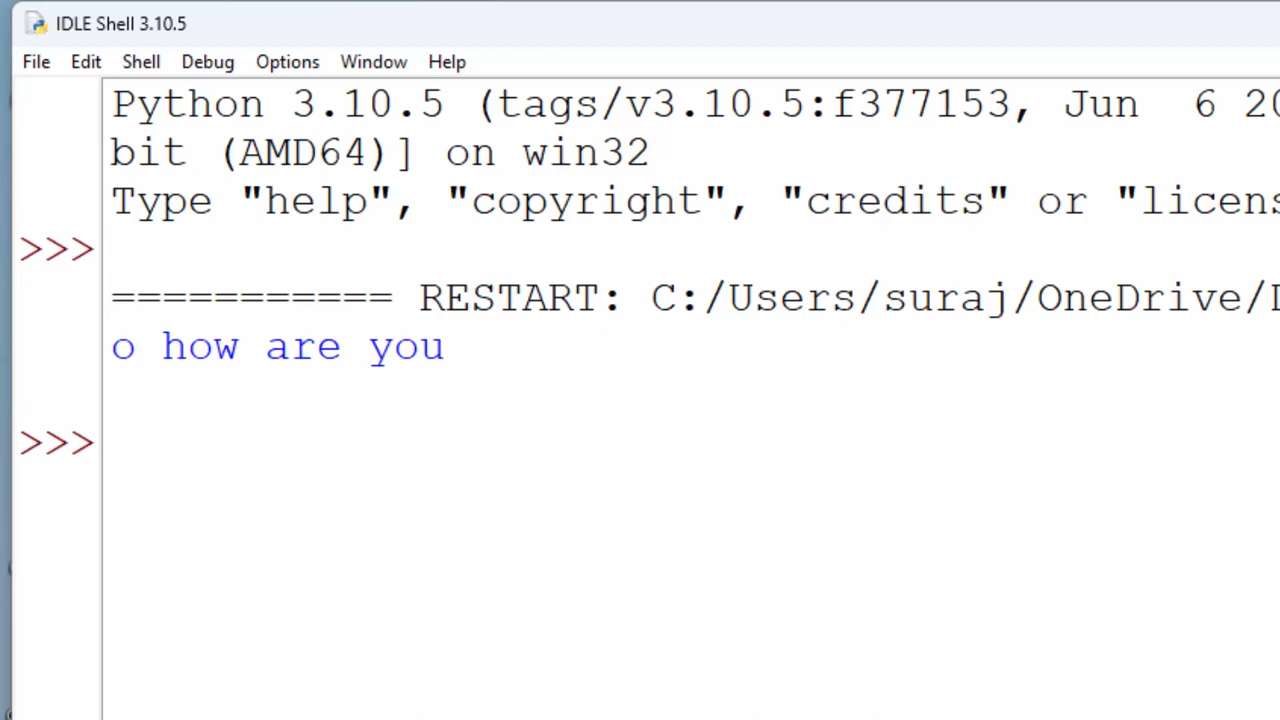 IDLE Shell 3.10.5
File Edit Shell Debug Options Window Help
Python 3.10.5 (tags/v3.10.5:f377153, Jun  6 20
bit (AMD64)] on win32
Type "help", "copyright", "credits" or "licens
>>>
=========== RESTART: C:/Users/suraj/OneDrive/
o how are you
>>>